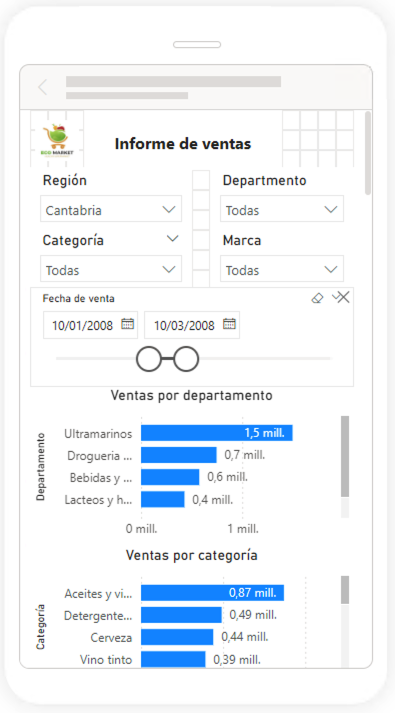 ECO MARKET
Informe de ventas
Región
Departmento
Cantabria
Todas
Categoría
Marca
Todas
Todas
Fecha de venta
10/01/2008
10/03/2008
Ventas por departamento
Departamento
Ultramarinos
1,5 mill.
Drogueria ...
0,7 mill.
Bebidas y ...
0,6 mill.
Lacteos y h...
0,4 mill.
0 mill.
1 mill.
Ventas por categoría
Categoría
Aceites y vi...
0,87 mill.
Detergente...
0,49 mill.
Cerveza
0,44 mill.
Vino tinto
0,39 mill.